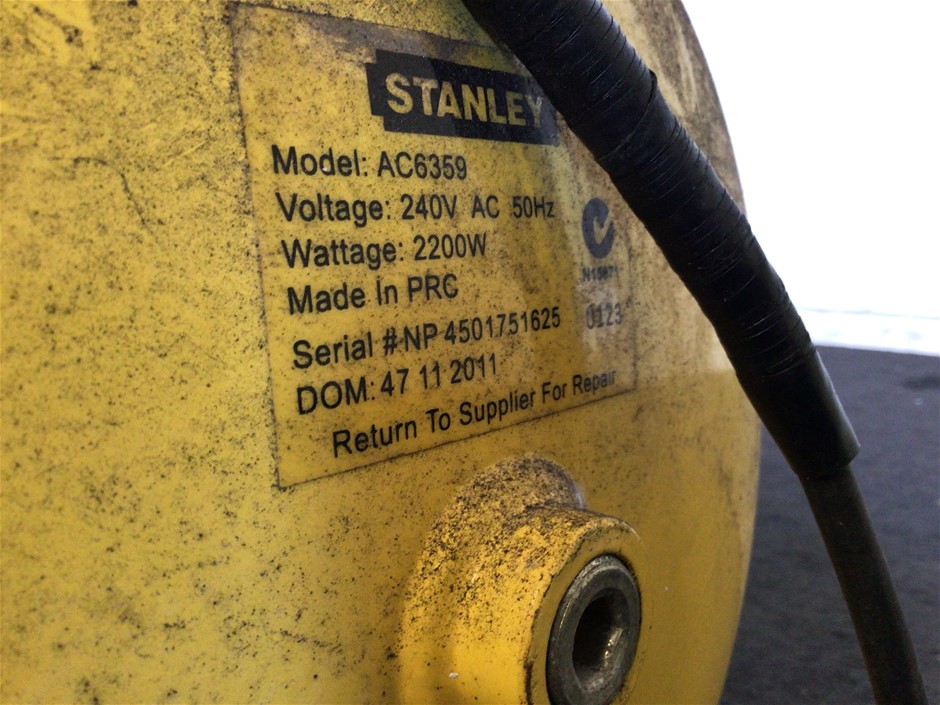 STANLEY
Model: AC6359
Voltage: 240V AC 50Hz
Wattage: 2200W
Made In PRC
N15871
Serial # NP 4501751625
0123
DOM: 47 11 2011
Return To Supplier For Repair